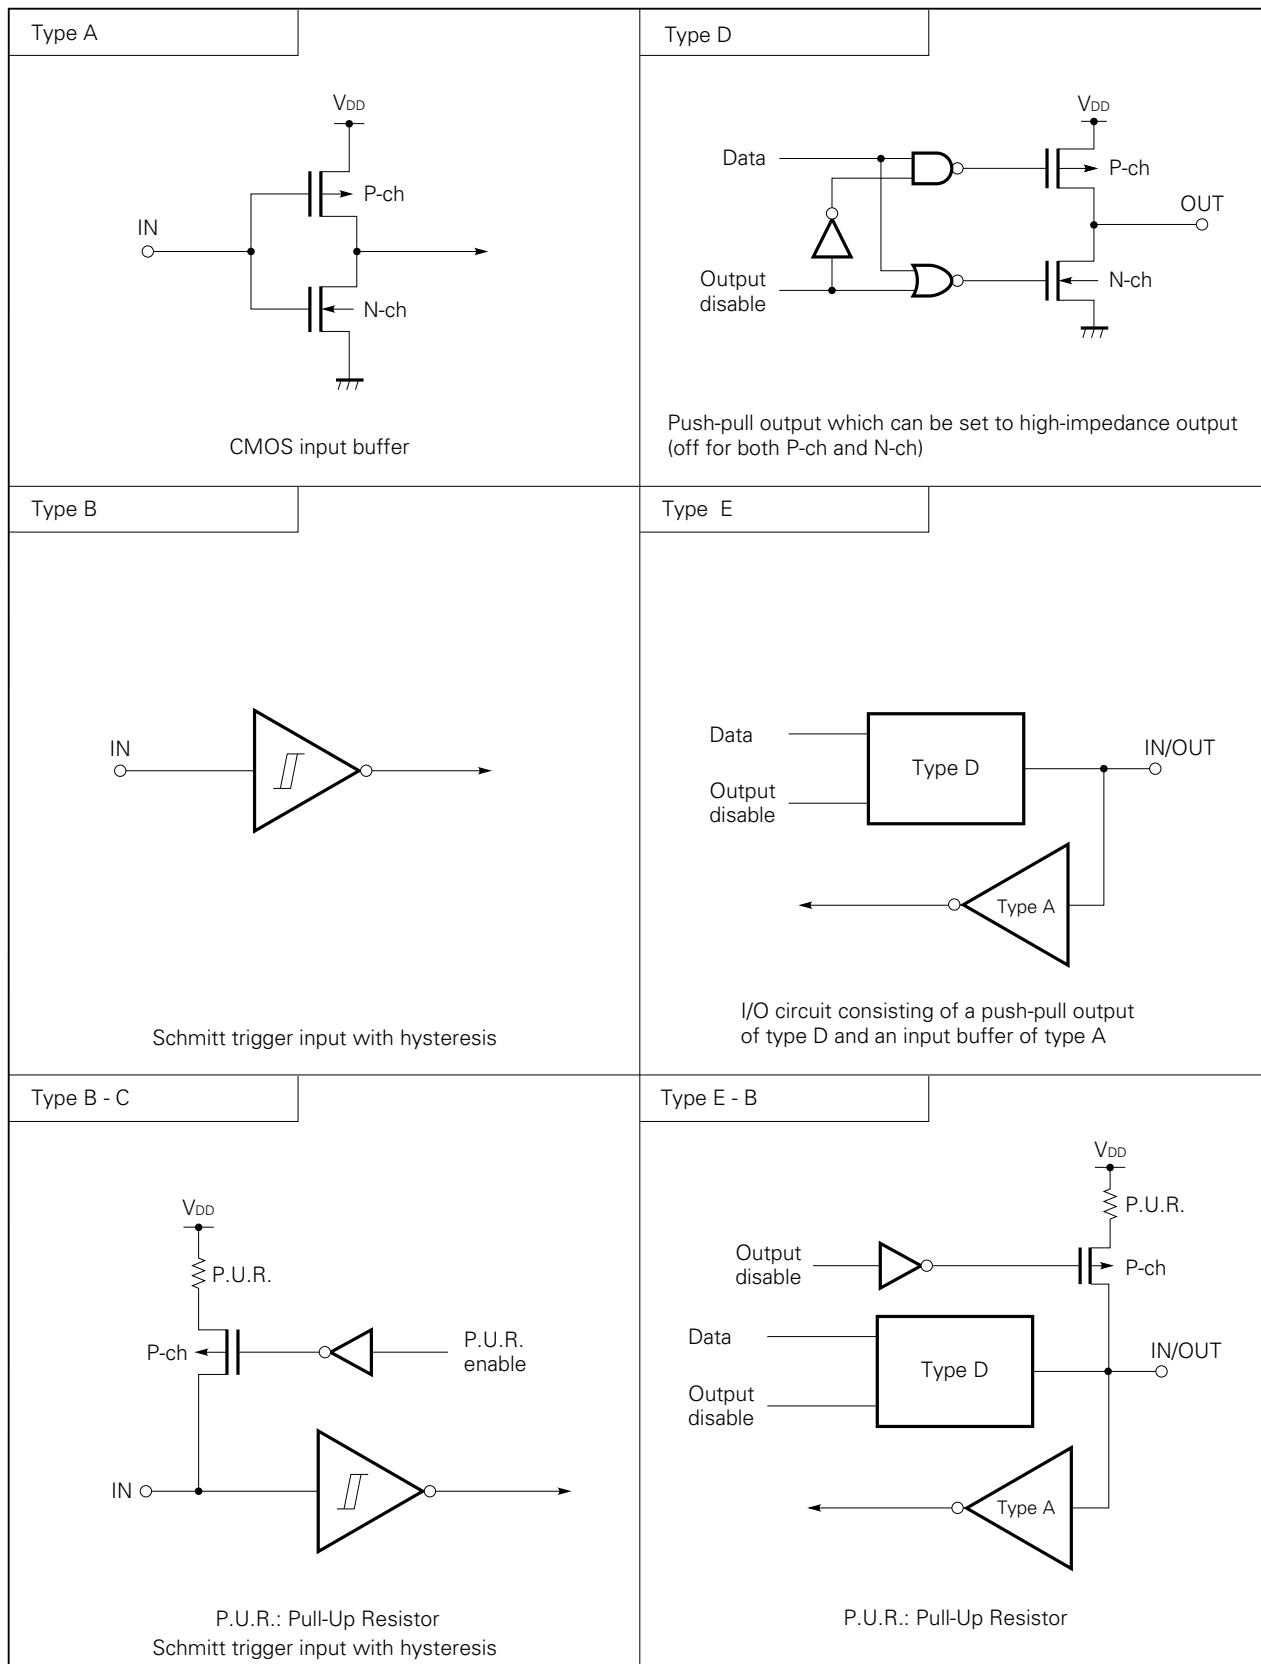 Type A
VDD
P-ch
IN
N-ch
CMOS input buffer
Type D
VDD
Data
P-ch
OUT
Output
disable
N-ch
Push-pull output which can be set to high-impedance output
(off for both P-ch and N-ch)
Type B
IN
Schmitt trigger input with hysteresis
Type E
Data
Type D
IN/OUT
Output
disable
Type A
I/O circuit consisting of a push-pull output
of type D and an input buffer of type A
Type B - C
VDD
P.U.R.
P-ch
P.U.R.
enable
IN
P.U.R.: Pull-Up Resistor
Schmitt trigger input with hysteresis
Type E - B
VDD
P.U.R.
Output
disable
P-ch
Data
Type D
IN/OUT
Output
disable
Type A
P.U.R.: Pull-Up Resistor